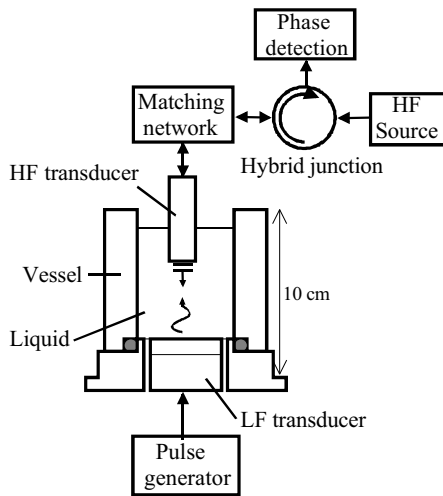 Phase
detection
Matching
network
HF
Source
Hybrid junction
HF transducer
Vessel
10 cm
Liquid
LF transducer
Pulse
generator